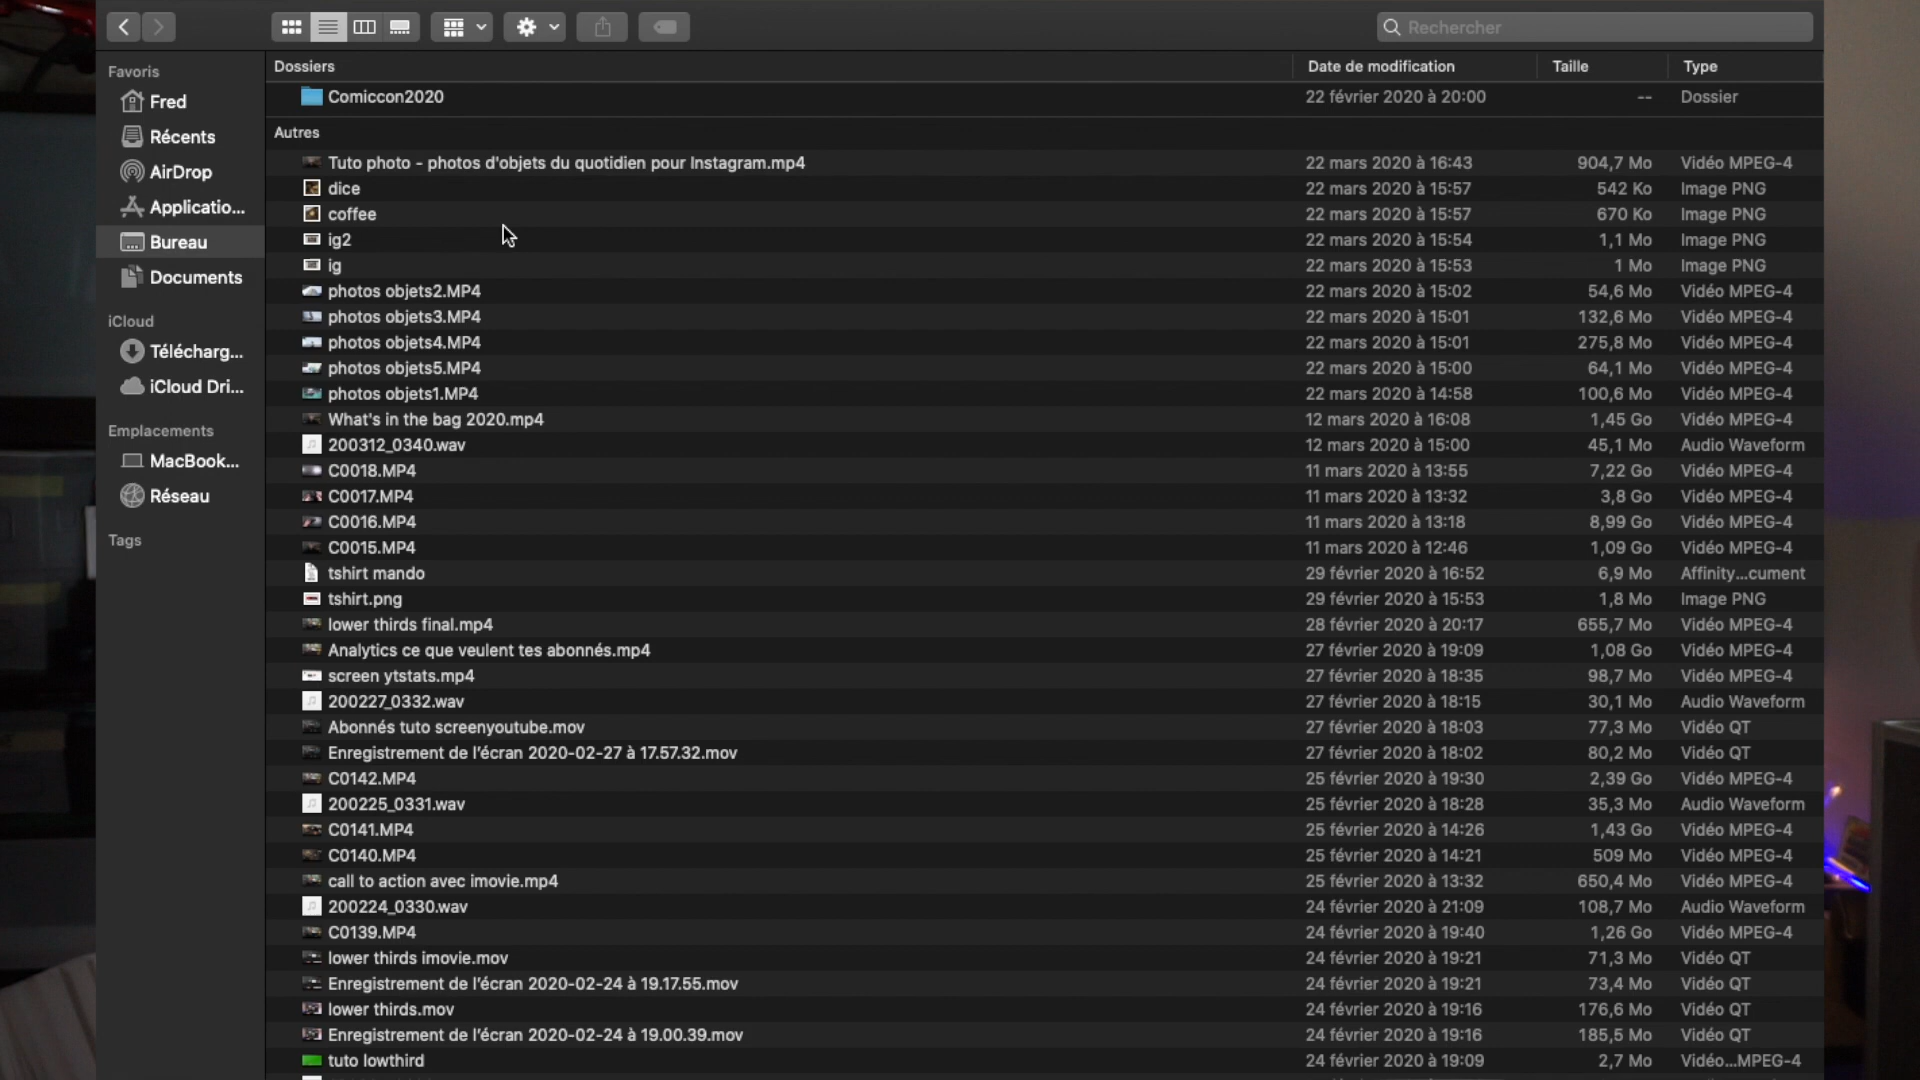 Rechercher
Favoris
Fred
Récents
AirDrop
Applicatio...
Bureau
Documents
iCloud
Télécharg...
iCloud Dri...
Emplacements
MacBook...
Réseau
Tags
Dossiers Date de modification Taille Type
Comiccon2020 22 février 2020 à 20:00 -- Dossier
Autres
Tuto photo - photos d'objets du quotidien pour Instagram.mp4 22 mars 2020 à 16:43 904,7 Mo Vidéo MPEG-4
dice 22 mars 2020 à 15:57 542 Ko Image PNG
coffee 22 mars 2020 à 15:57 670 Ko Image PNG
ig2 22 mars 2020 à 15:54 1,1 Mo Image PNG
ig 22 mars 2020 à 15:53 1 Mo Image PNG
photos objets2.MP4 22 mars 2020 à 15:02 54,6 Mo Vidéo MPEG-4
photos objets3.MP4 22 mars 2020 à 15:01 132,6 Mo Vidéo MPEG-4
photos objets4.MP4 22 mars 2020 à 15:01 275,8 Mo Vidéo MPEG-4
photos objets5.MP4 22 mars 2020 à 15:00 64,1 Mo Vidéo MPEG-4
photos objets1.MP4 22 mars 2020 à 14:58 100,6 Mo Vidéo MPEG-4
What's in the bag 2020.mp4 12 mars 2020 à 16:08 1,45 Go Vidéo MPEG-4
200312_0340.wav 12 mars 2020 à 15:00 45,1 Mo Audio Waveform
C0018.MP4 11 mars 2020 à 13:55 7,22 Go Vidéo MPEG-4
C0017.MP4 11 mars 2020 à 13:32 3,8 Go Vidéo MPEG-4
C0016.MP4 11 mars 2020 à 13:18 8,99 Go Vidéo MPEG-4
C0015.MP4 11 mars 2020 à 12:46 1,09 Go Vidéo MPEG-4
tshirt mando 29 février 2020 à 16:52 6,9 Mo Affinity...cument
tshirt.png 29 février 2020 à 15:53 1,8 Mo Image PNG
lower thirds final.mp4 28 février 2020 à 20:17 655,7 Mo Vidéo MPEG-4
Analytics ce que veulent tes abonnés.mp4 27 février 2020 à 19:09 1,08 Go Vidéo MPEG-4
screen ytstats.mp4 27 février 2020 à 18:35 98,7 Mo Vidéo MPEG-4
200227_0332.wav 27 février 2020 à 18:15 30,1 Mo Audio Waveform
Abonnés tuto screenyoutube.mov 27 février 2020 à 18:03 77,3 Mo Vidéo QT
Enregistrement de l'écran 2020-02-27 à 17.57.32.mov 27 février 2020 à 18:02 80,2 Mo Vidéo QT
C0142.MP4 25 février 2020 à 19:30 2,39 Go Vidéo MPEG-4
200225_0331.wav 25 février 2020 à 18:28 35,3 Mo Audio Waveform
C0141.MP4 25 février 2020 à 14:26 1,43 Go Vidéo MPEG-4
C0140.MP4 25 février 2020 à 14:21 509 Mo Vidéo MPEG-4
call to action avec imovie.mp4 25 février 2020 à 13:32 650,4 Mo Vidéo MPEG-4
200224_0330.wav 24 février 2020 à 21:09 108,7 Mo Audio Waveform
C0139.MP4 24 février 2020 à 19:40 1,26 Go Vidéo MPEG-4
lower thirds imovie.mov 24 février 2020 à 19:21 71,3 Mo Vidéo QT
Enregistrement de l'écran 2020-02-24 à 19.17.55.mov 24 février 2020 à 19:21 73,4 Mo Vidéo QT
lower thirds.mov 24 février 2020 à 19:16 176,6 Mo Vidéo QT
Enregistrement de l'écran 2020-02-24 à 19.00.39.mov 24 février 2020 à 19:16 185,5 Mo Vidéo QT
tuto lowthird 24 février 2020 à 19:09 2,7 Mo Vidéo...MPEG-4